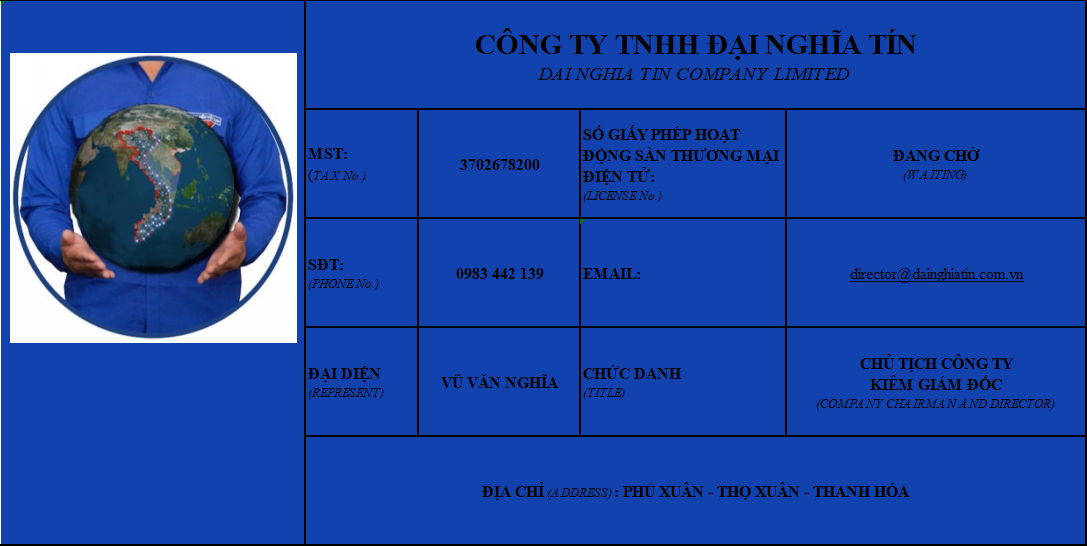 CÔNG TY TNHH ĐẠI NGHĨA TÍN
DAI NGHIA TIN COMPANY LIMITED
MST:
(TAX No.)
3702678200
SỐ GIẤY PHÉP HOẠT
ĐỘNG SÀN THƯƠNG MẠI
ĐIỆN TỬ:
(LICENSE No.)
ĐANG CHỜ
(WAITING)
SĐT:
(PHONE No.)
0983 442 139
EMAIL:
director@dainghiatin.com.vn
ĐẠI DIỆN
(REPRESENT)
VŨ VĂN NGHĨA
CHỨC DANH
(TITLE)
CHỦ TỊCH CÔNG TY
KIÊM GIÁM ĐỐC
(COMPANY CHAIRMAN AND DIRECTOR)
ĐỊA CHỈ (ADDRESS) : PHÚ XUÂN - THỌ XUÂN - THANH HÓA